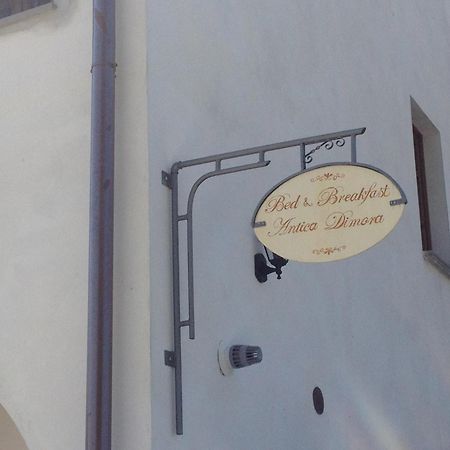 Bed & Breakfast
Antica Dimora